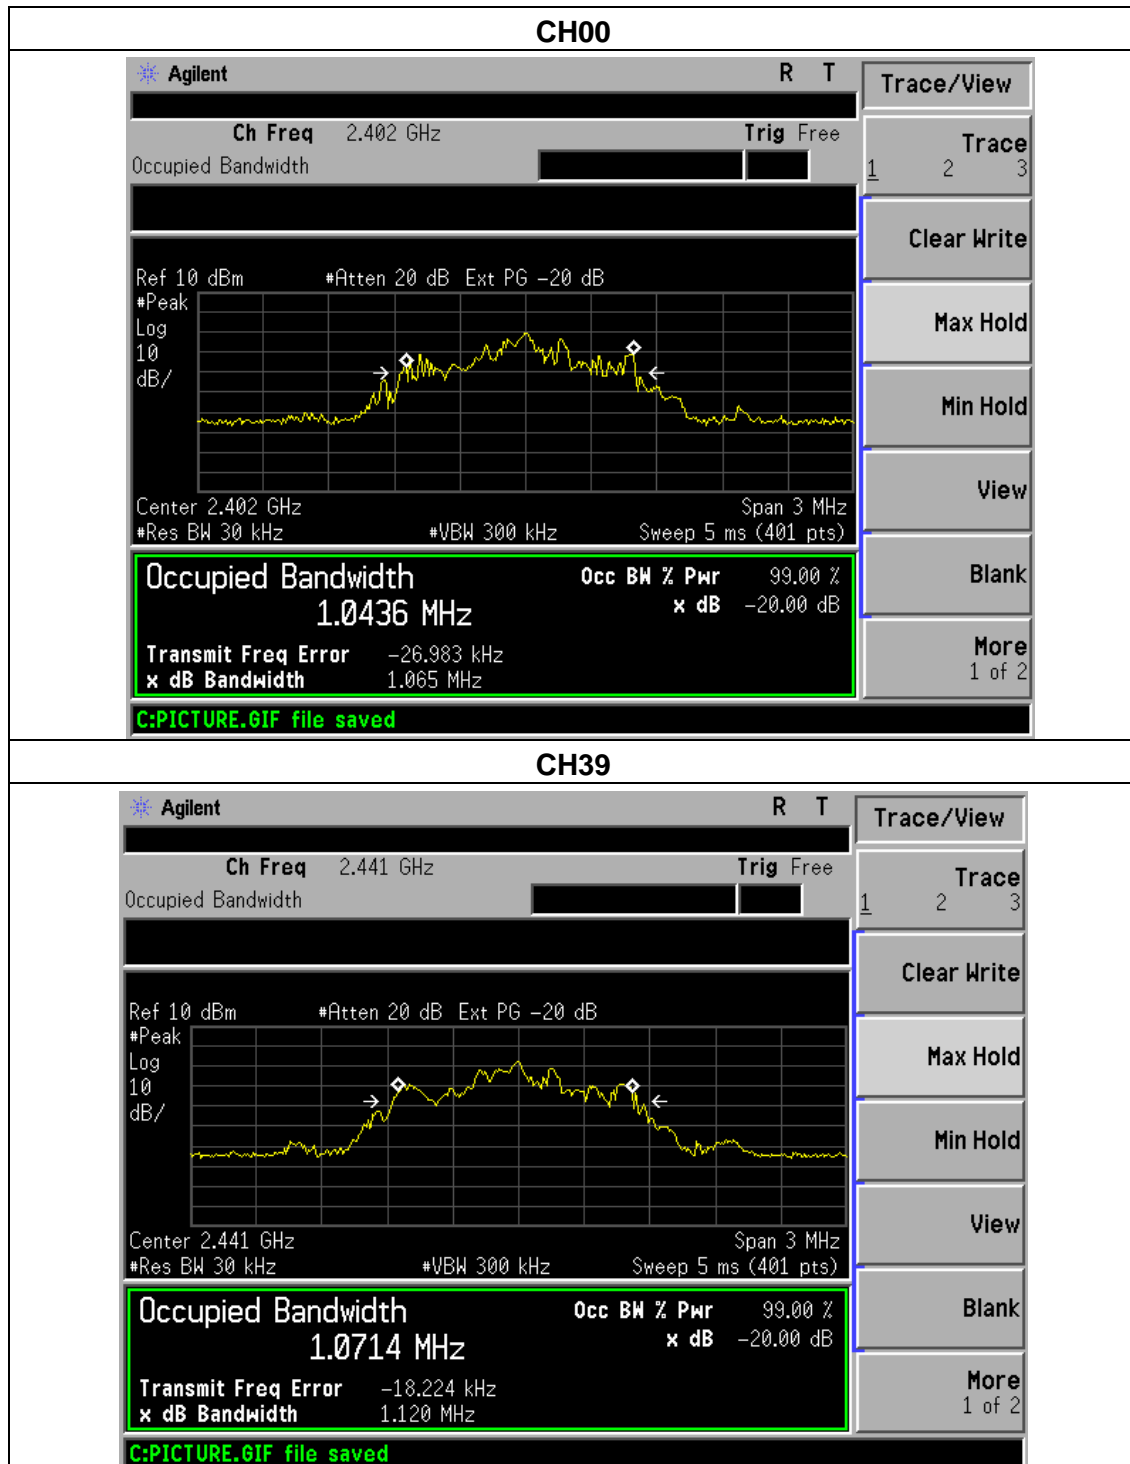 CH00
Agilent R T Trace/View
Ch Freq 2.402 GHz Trig Free
Occupied Bandwidth
Trace
1 2 3
Clear Write
Max Hold
Min Hold
View
Blank
More
1 of 2
Ref 10 dBm #Atten 20 dB Ext PG -20 dB
#Peak
Log
10
dB/
Center 2.402 GHz Span 3 MHz
#Res BW 30 kHz #VBW 300 kHz Sweep 5 ms (401 pts)
Occupied Bandwidth Occ BW % Pwr 99.00 %
1.0436 MHz x dB -20.00 dB
Transmit Freq Error -26.983 kHz
x dB Bandwidth 1.065 MHz
C:PICTURE.GIF file saved
CH39
Agilent R T Trace/View
Ch Freq 2.441 GHz Trig Free
Occupied Bandwidth
Trace
1 2 3
Clear Write
Max Hold
Min Hold
View
Blank
More
1 of 2
Ref 10 dBm #Atten 20 dB Ext PG -20 dB
#Peak
Log
10
dB/
Center 2.441 GHz Span 3 MHz
#Res BW 30 kHz #VBW 300 kHz Sweep 5 ms (401 pts)
Occupied Bandwidth Occ BW % Pwr 99.00 %
1.0714 MHz x dB -20.00 dB
Transmit Freq Error -18.224 kHz
x dB Bandwidth 1.120 MHz
C:PICTURE.GIF file saved